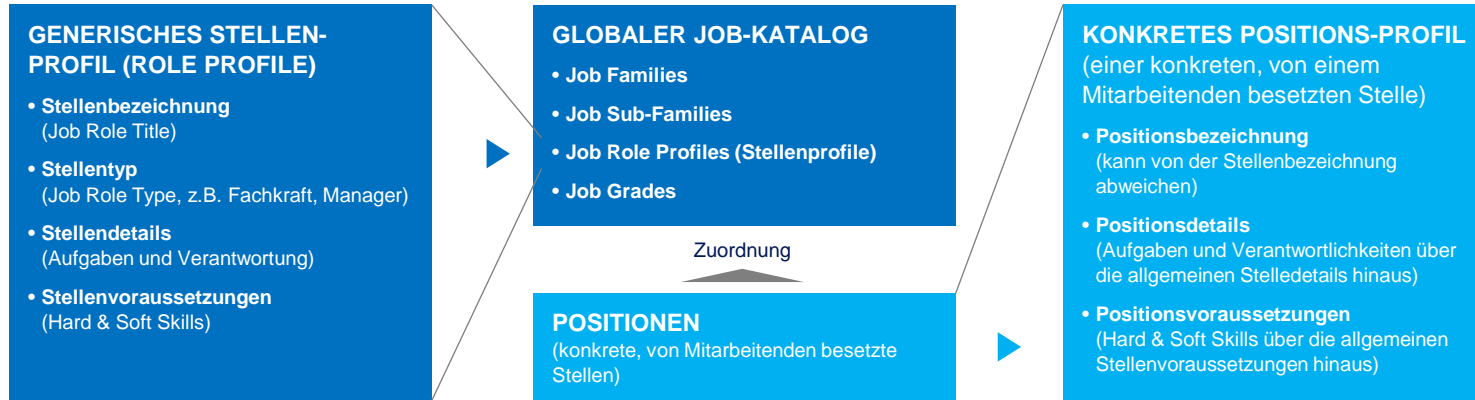 GENERISCHES STELLEN-
PROFIL (ROLE PROFILE)
• Stellenbezeichnung
(Job Role Title)
• Stellentyp
(Job Role Type, z.B. Fachkraft, Manager)
• Stellendetails
(Aufgaben und Verantwortung)
• Stellenvoraussetzungen
(Hard & Soft Skills)
GLOBALER JOB-KATALOG
• Job Families
• Job Sub-Families
• Job Role Profiles (Stellenprofile)
• Job Grades
Zuordnung
POSITIONEN
(konkrete, von Mitarbeitenden besetzte
Stellen)
KONKRETES POSITIONS-PROFIL
(einer konkreten, von einem
Mitarbeitenden besetzten Stelle)
• Positionsbezeichnung
(kann von der Stellenbezeichnung
abweichen)
• Positionsdetails
(Aufgaben und Verantwortlichkeiten über
die allgemeinen Stelledetails hinaus)
• Positionsvoraussetzungen
(Hard & Soft Skills über die allgemeinen
Stellenvoraussetzungen hinaus)